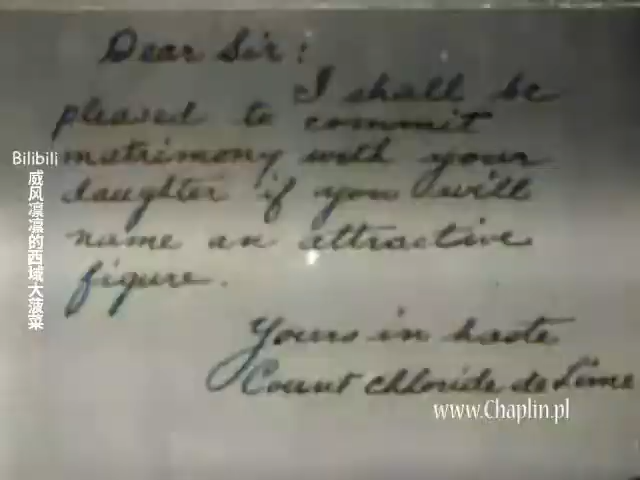 Dear Sir:
I shall be
pleased to commit
matrimony with your
daughter if you will
name an attractive
figure.
Yours in haste
Count Chloride de Lime
Bilibili
威风凛凛的西域大菠菜
www.Chaplin.pl